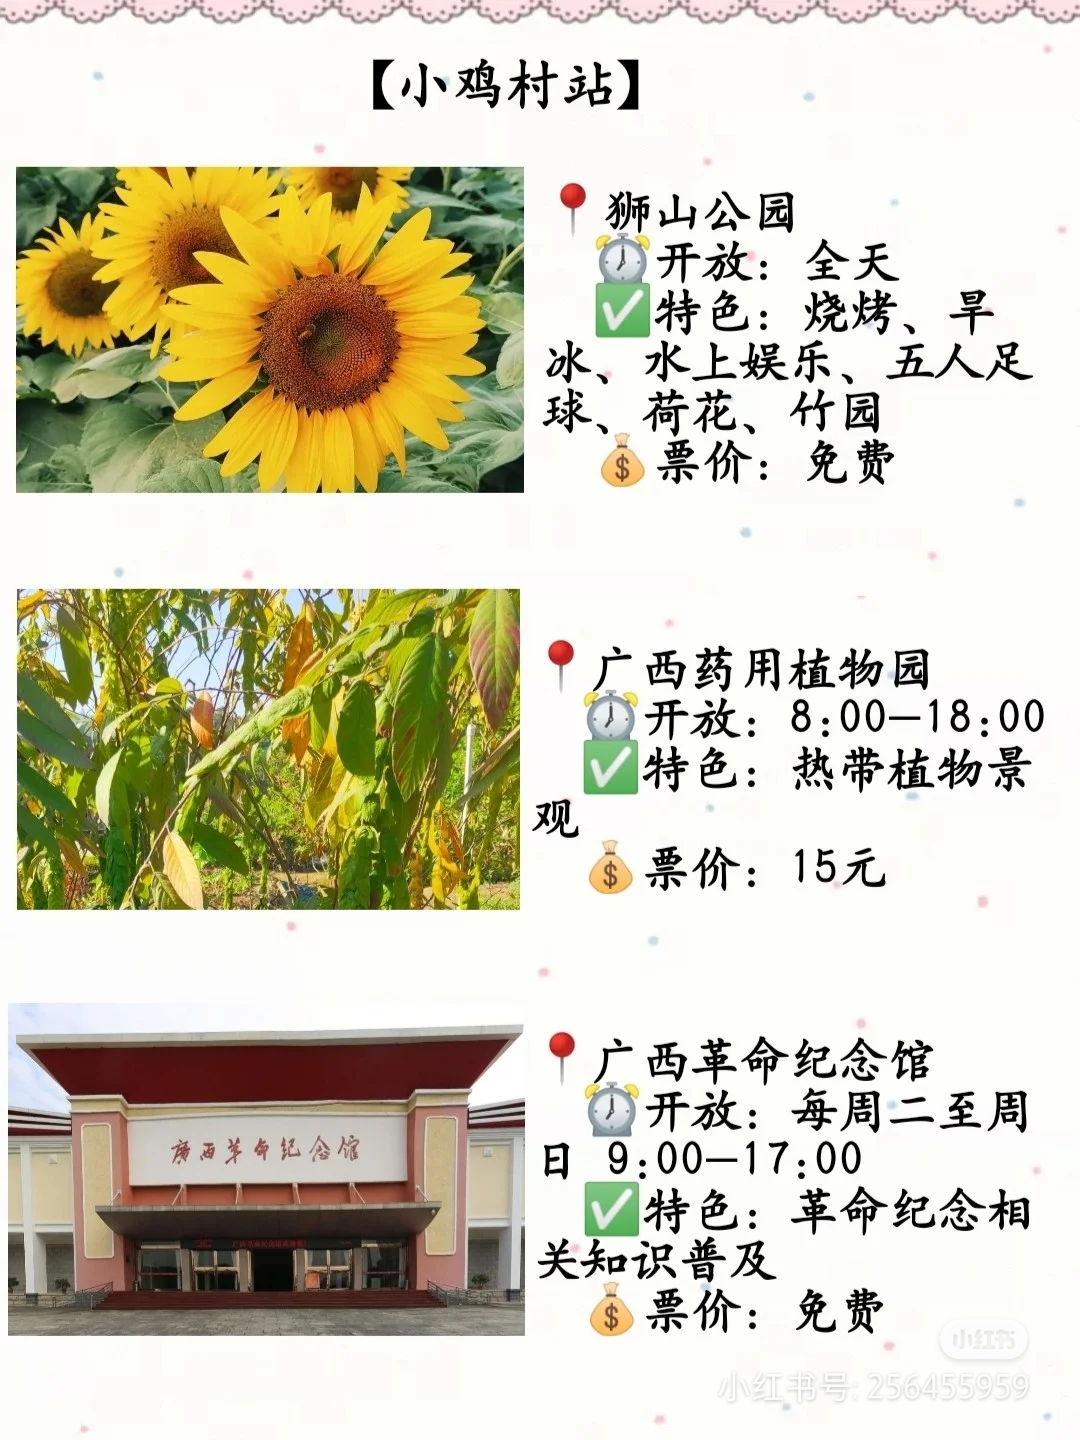 【小鸡村站】
狮山公园
开放：全天
特色：烧烤、旱
冰、水上娱乐、五人足
球、荷花、竹园
票价：免费
广西药用植物园
开放：8:00—18:00
特色：热带植物景
观
票价：15元
廣西革命纪念馆
广西革命纪念馆
开放：每周二至周
日 9:00—17:00
特色：革命纪念相
关知识普及
票价：免费
小红书
小红书号: 256455959